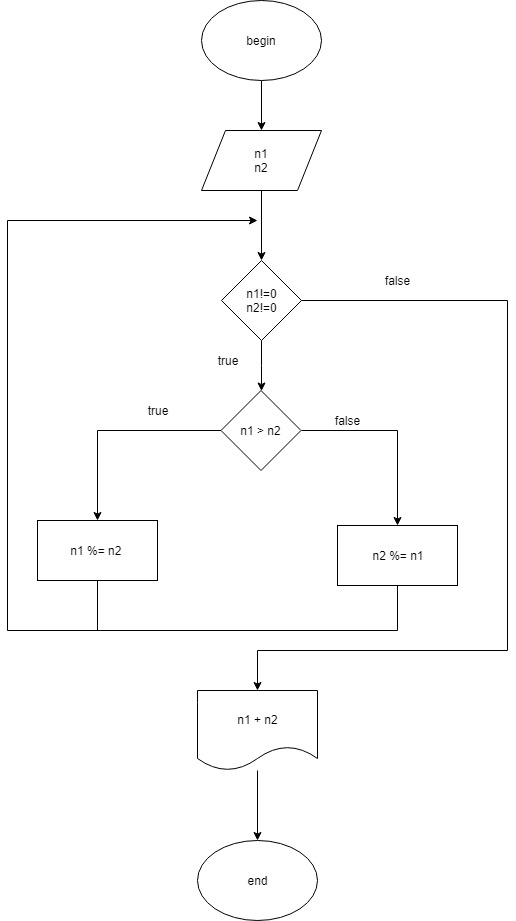 begin
n1
n2
false
n1!=0
n2!=0
true
true
n1 > n2
false
n1 %= n2
n2 %= n1
n1 + n2
end